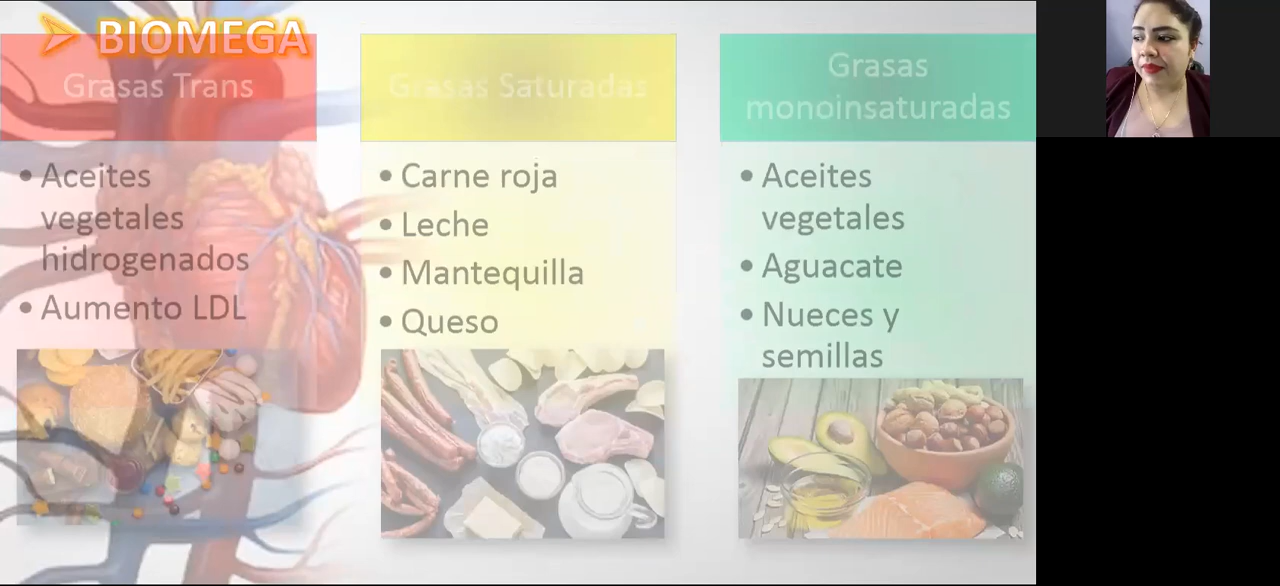 BIOMEGA
Grasas Trans
• Aceites
vegetales
hidrogenados
• Aumento LDL
Grasas Saturadas
• Carne roja
• Leche
• Mantequilla
• Queso
Grasas
monoinsaturadas
• Aceites
vegetales
• Aguacate
• Nueces y
semillas